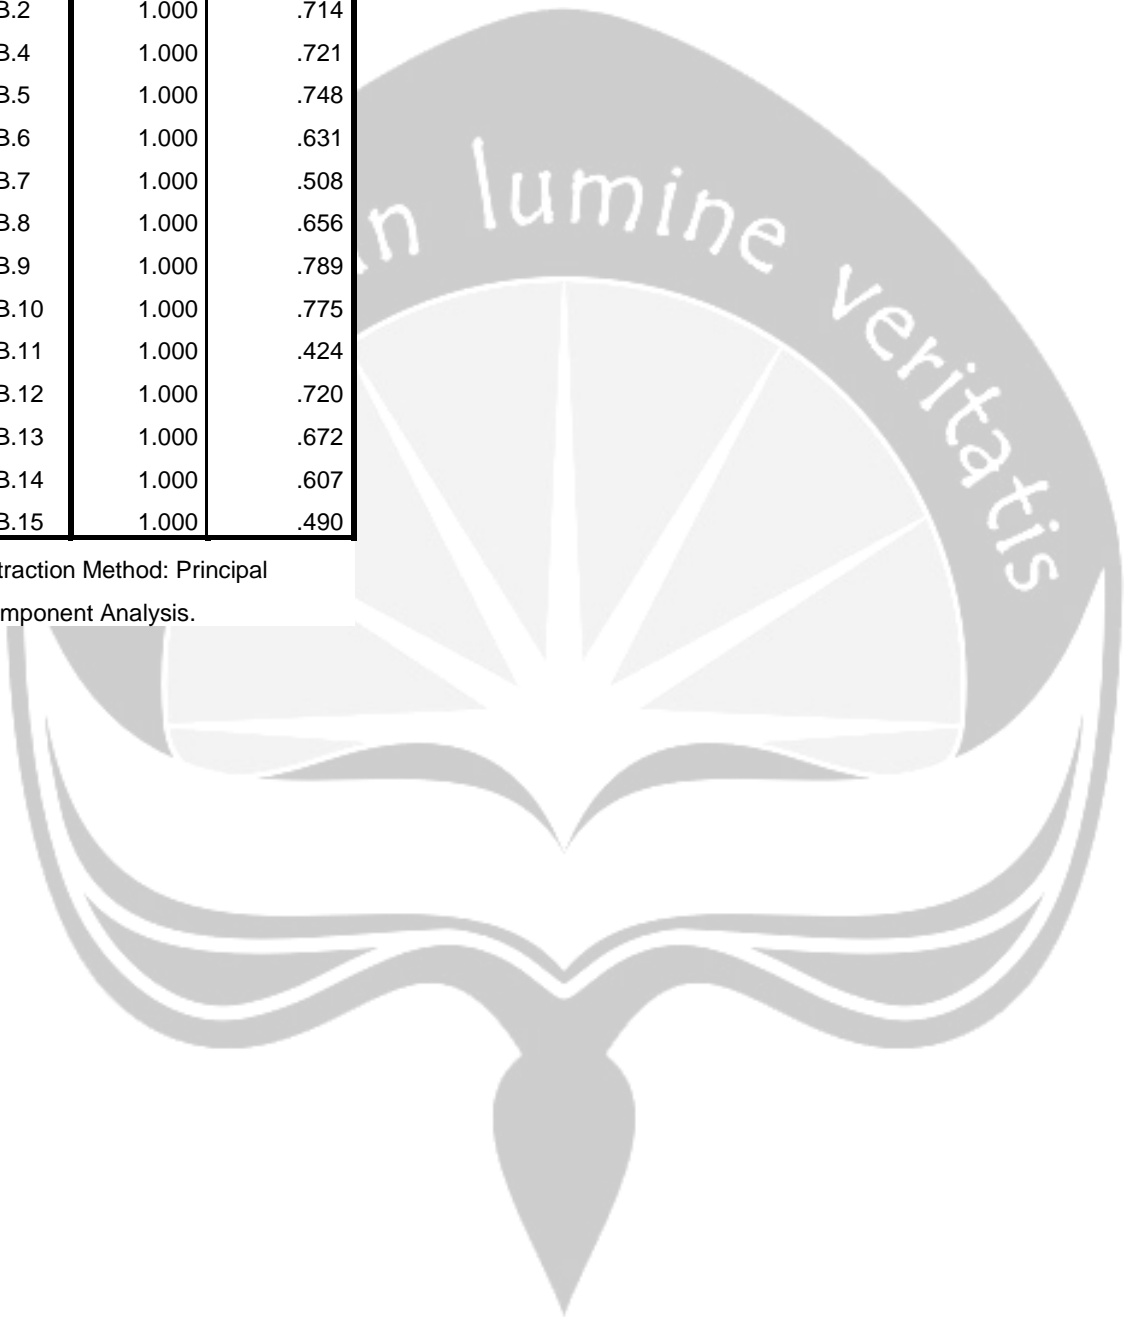 B.2 1.000 .714
B.4 1.000 .721
B.5 1.000 .748
B.6 1.000 .631
B.7 1.000 .508
B.8 1.000 .656
B.9 1.000 .789
B.10 1.000 .775
B.11 1.000 .424
B.12 1.000 .720
B.13 1.000 .672
B.14 1.000 .607
B.15 1.000 .490
traction Method: Principal
mponent Analysis.
in lumine veritatis